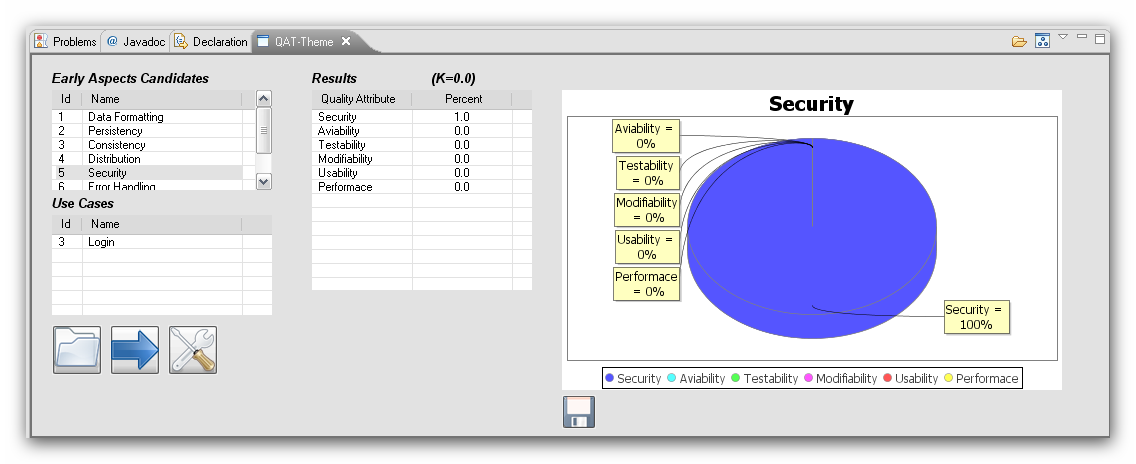 Problems @ Javadoc Declaration QAT-Theme
Early Aspects Candidates
Id Name
1 Data Formatting
2 Persistency
3 Consistency
4 Distribution
5 Security
6 Error Handling
Use Cases
Id Name
3 Login
Results (K=0.0)
Quality Attribute Percent
Security 1.0
Aviability 0.0
Testability 0.0
Modifiability 0.0
Usability 0.0
Performace 0.0
Security
Aviability =
0%
Testability
= 0%
Modifiability
= 0%
Usability =
0%
Performace
= 0%
Security =
100%
Security Aviability Testability Modifiability Usability Performace